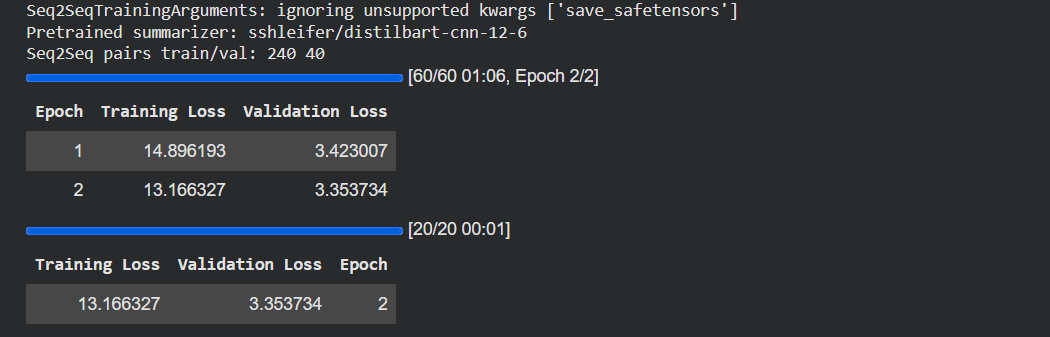 Seq2SeqTrainingArguments: ignoring unsupported kwargs ['save_safetensors']
Pretrained summarizer: sshleifer/distilbart-cnn-12-6
Seq2Seq pairs train/val: 240 40
[60/60 01:06, Epoch 2/2]
Epoch Training Loss Validation Loss
1 14.896193 3.423007
2 13.166327 3.353734
[20/20 00:01]
Training Loss Validation Loss Epoch
13.166327 3.353734 2